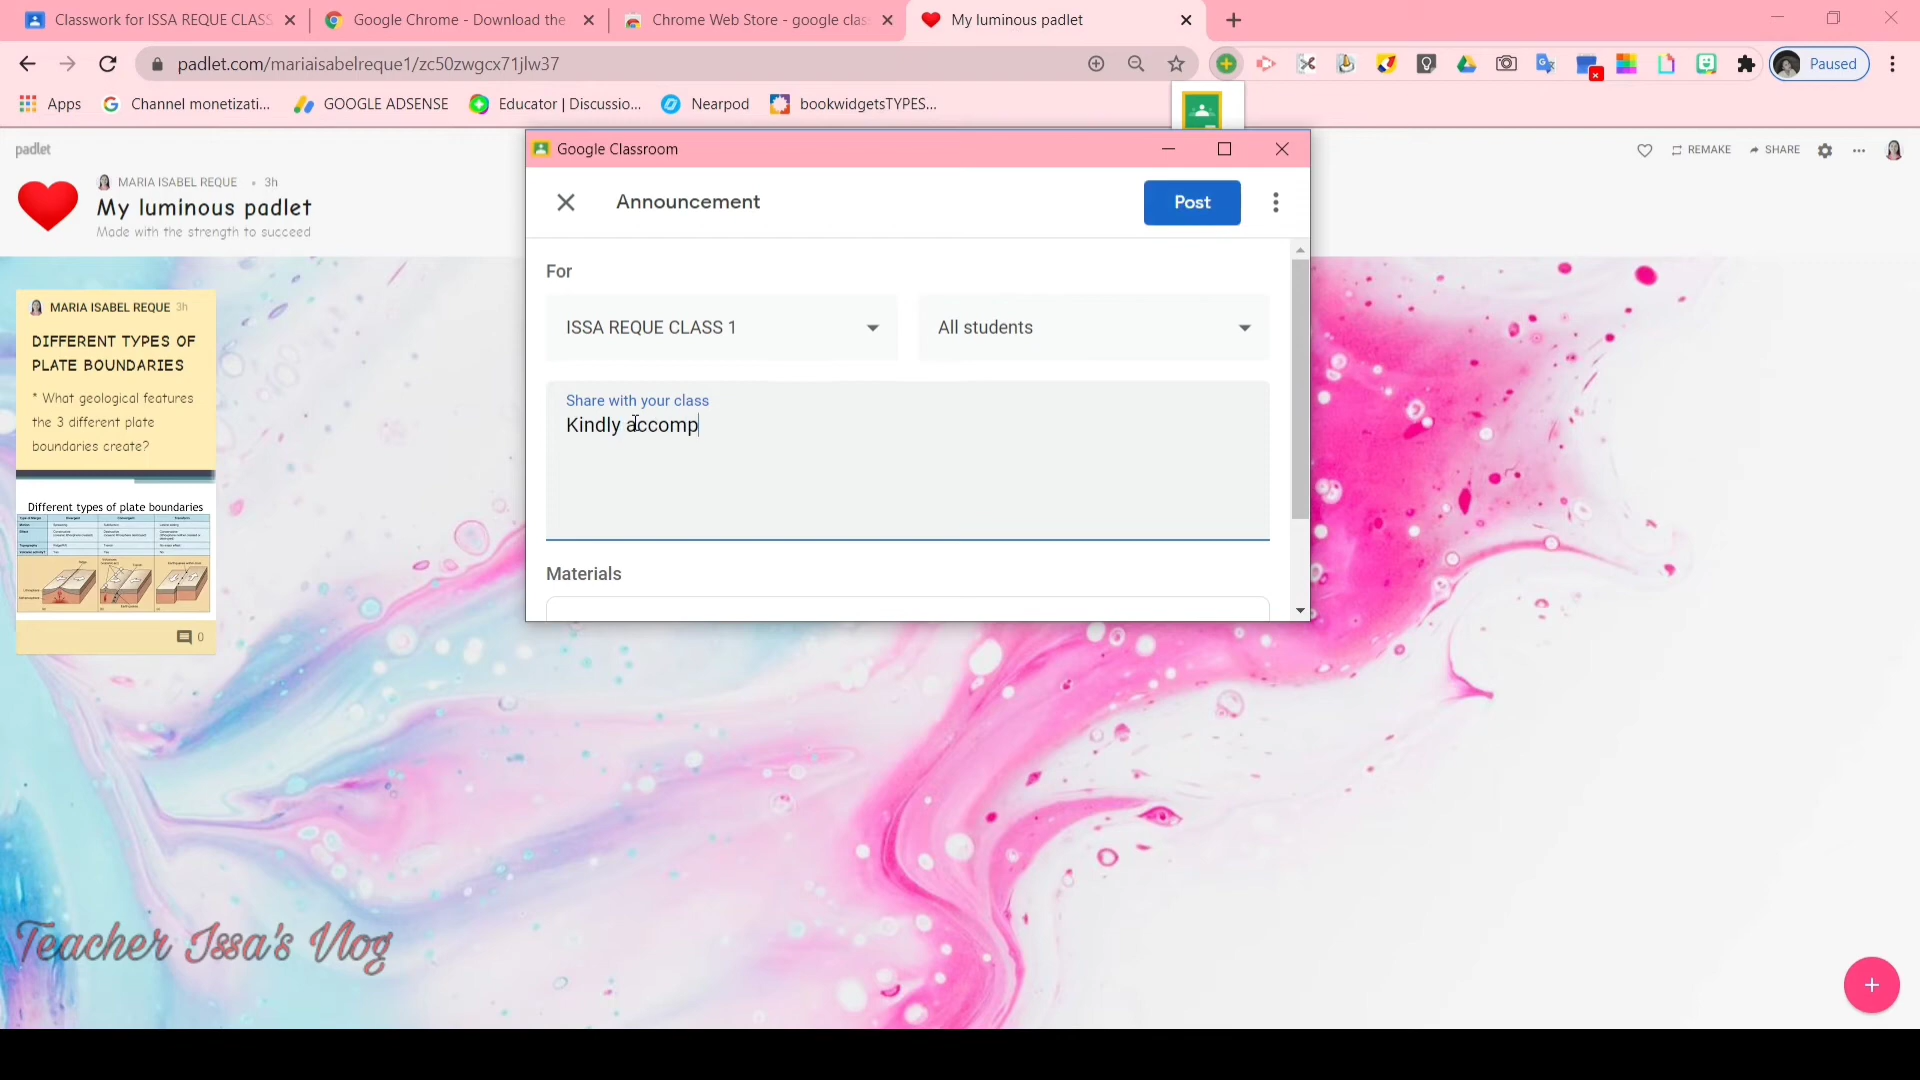 Classwork for ISSA REQUE CLASS
Google Chrome - Download the
Chrome Web Store - google clas
My luminous padlet
padlet.com/mariaisabelreque1/zc50zwgcx71jlw37
Paused
Apps
Channel monetizati...
GOOGLE ADSENSE
Educator | Discussio...
Nearpod
bookwidgetsTYPES...
padlet
REMAKE
SHARE
MARIA ISABEL REQUE • 3h
My luminous padlet
Made with the strength to succeed
Google Classroom
Announcement
Post
For
ISSA REQUE CLASS 1
All students
Share with your class
Kindly accomp
Materials
MARIA ISABEL REQUE 3h
DIFFERENT TYPES OF
PLATE BOUNDARIES
* What geological features
the 3 different plate
boundaries create?
Different types of plate boundaries
0
Teacher Issa's Vlog